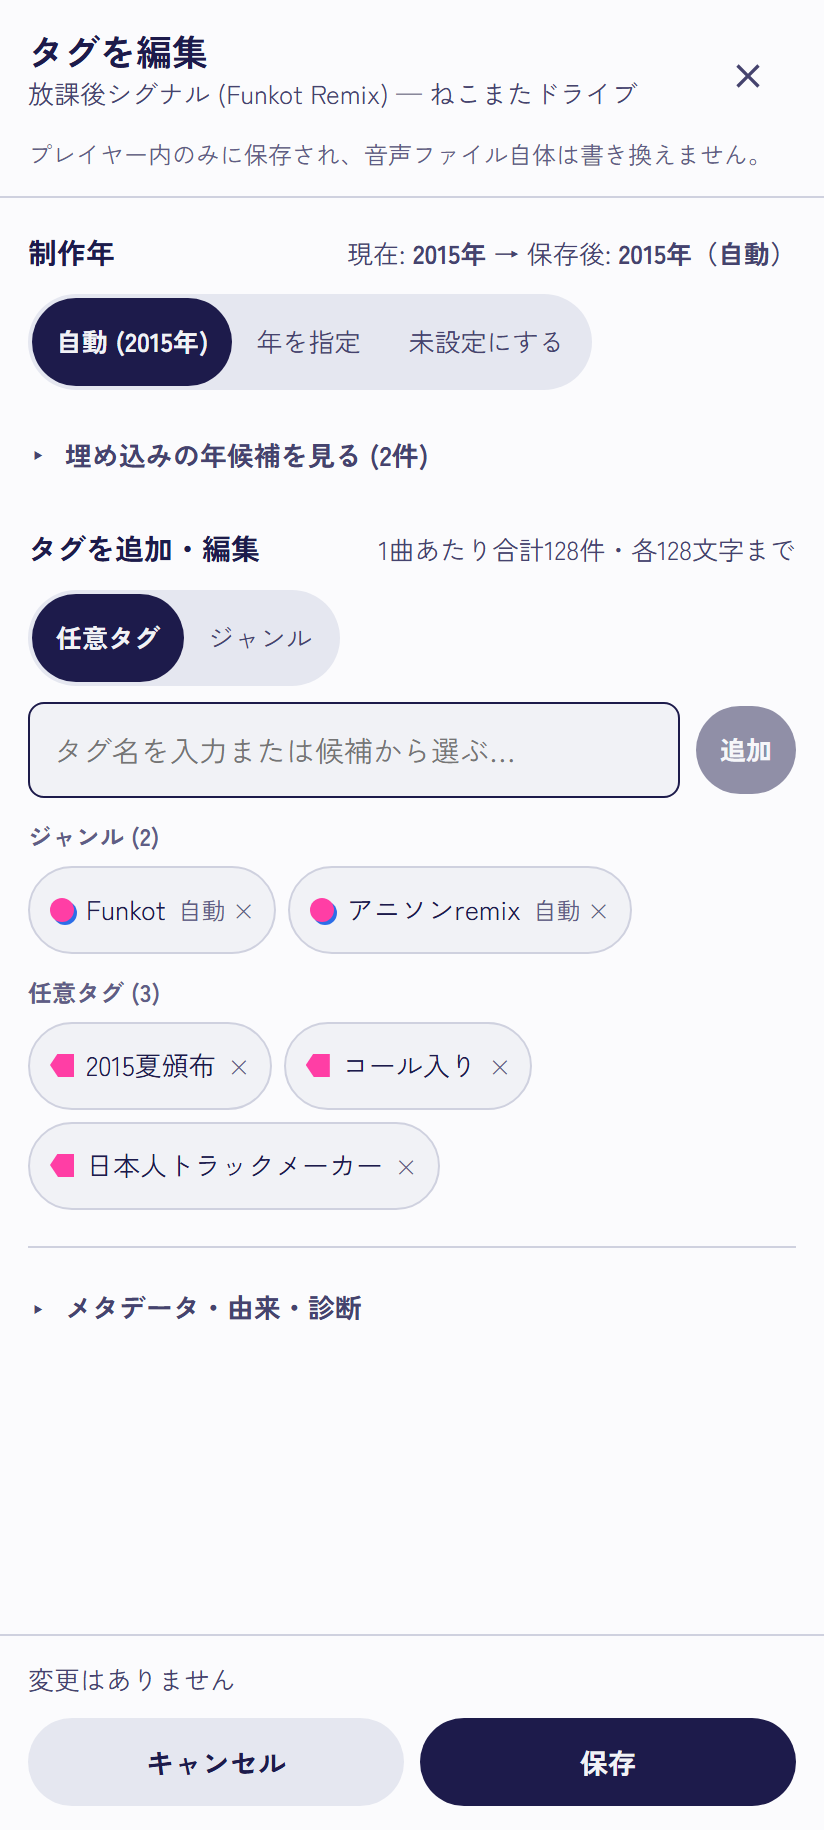 タグを編集
放課後シグナル (Funkot Remix) — ねこまたドライブ
プレイヤー内のみに保存され、音声ファイル自体は書き換えません。
制作年
現在: 2015年 → 保存後: 2015年（自動）
自動 (2015年) 年を指定 未設定にする
埋め込みの年候補を見る (2件)
タグを追加・編集
1曲あたり合計128件・各128文字まで
任意タグ ジャンル
タグ名を入力または候補から選ぶ... 追加
ジャンル (2)
Funkot 自動 × アニソンremix 自動 ×
任意タグ (3)
2015夏頒布 × コール入り ×
日本人トラックメーカー ×
メタデータ・由来・診断
変更はありません
キャンセル 保存